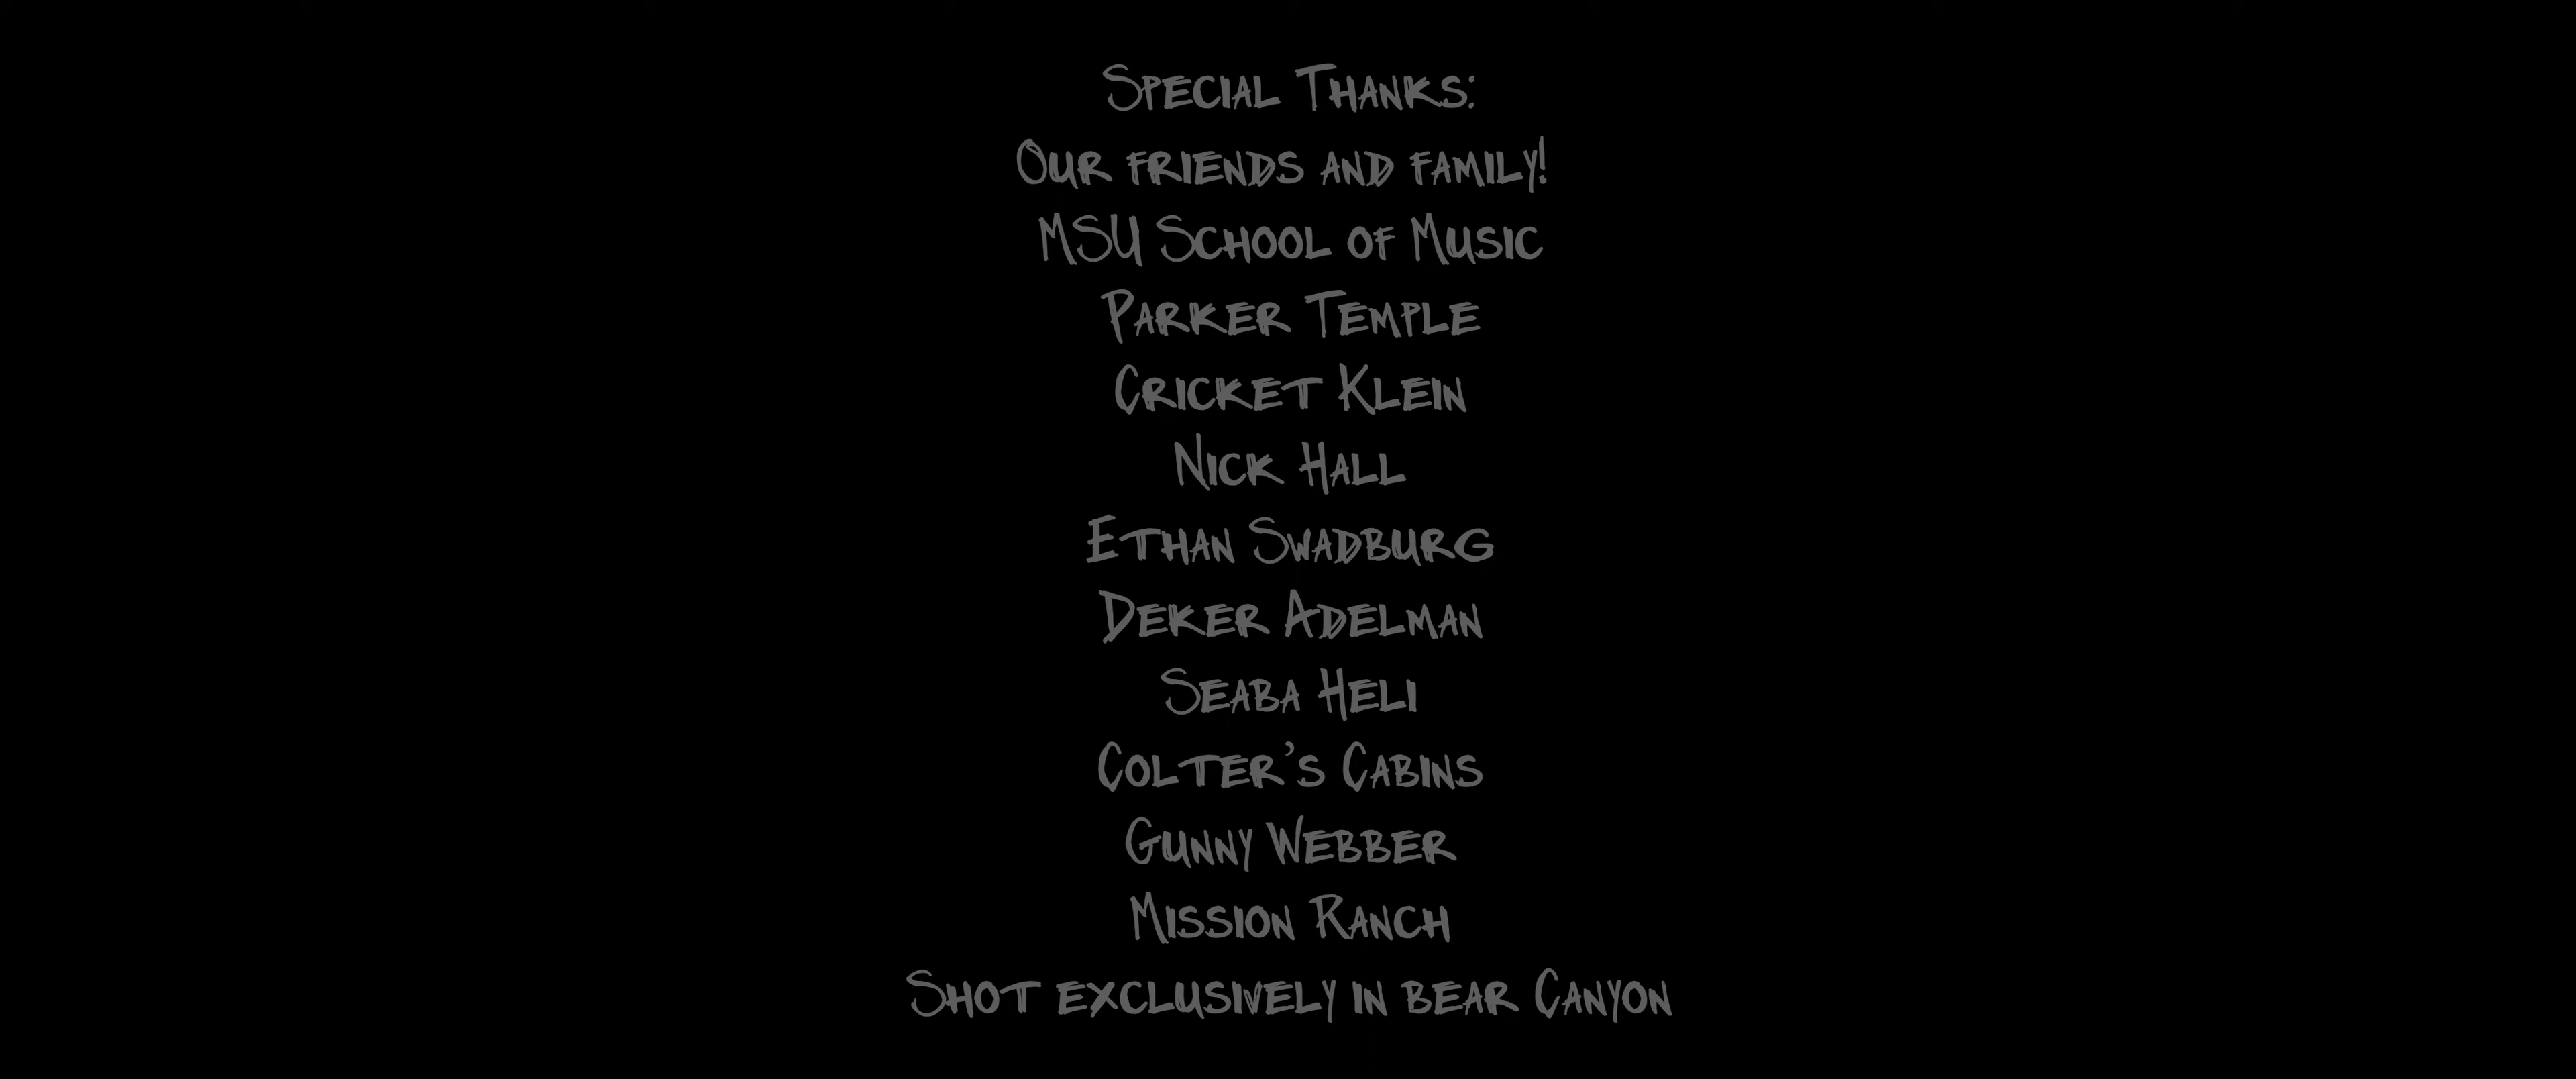 Special Thanks:
Our friends and family!
MSU School of Music
Parker Temple
Cricket Klein
Nick Hall
Ethan Swadburg
Deker Adelman
Seaba Heli
Colter's Cabins
Gunny Webber
Mission Ranch
Shot exclusively in bear Canyon